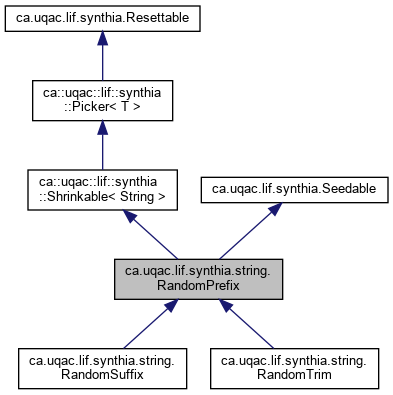 ca.uqac.lif.synthia.Resettable
ca::uqac::lif::synthia
::Picker< T >
ca::uqac::lif::synthia
::Shrinkable< String >
ca.uqac.lif.synthia.Seedable
ca.uqac.lif.synthia.string.
RandomPrefix
ca.uqac.lif.synthia.string.
RandomSuffix
ca.uqac.lif.synthia.string.
RandomTrim